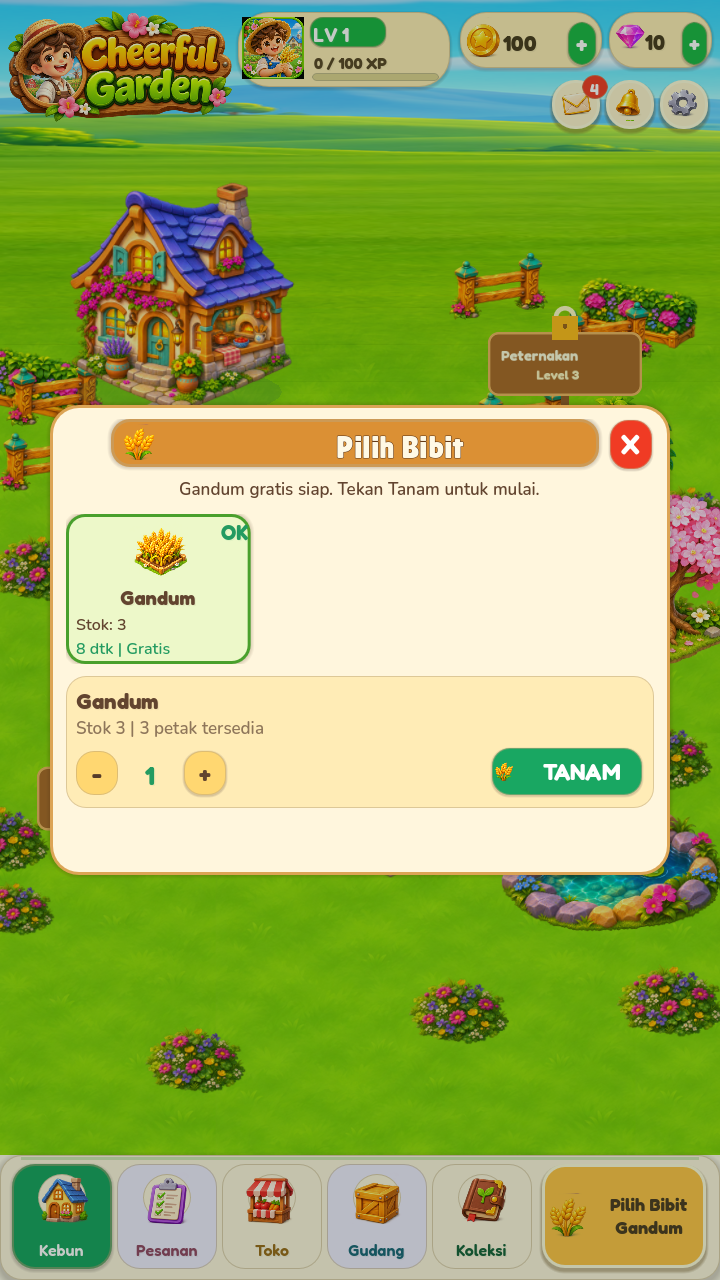 Cheerful
Garden
LV 1
0 / 100 XP
100
+
10
+
4
Peternakan
Level 3
Pilih Bibit
Gandum gratis siap. Tekan Tanam untuk mulai.
OK
Gandum
Stok: 3
8 dtk | Gratis
Gandum
Stok 3 | 3 petak tersedia
- 1 +
TANAM
Kebun
Pesanan
Toko
Gudang
Koleksi
Pilih Bibit
Gandum